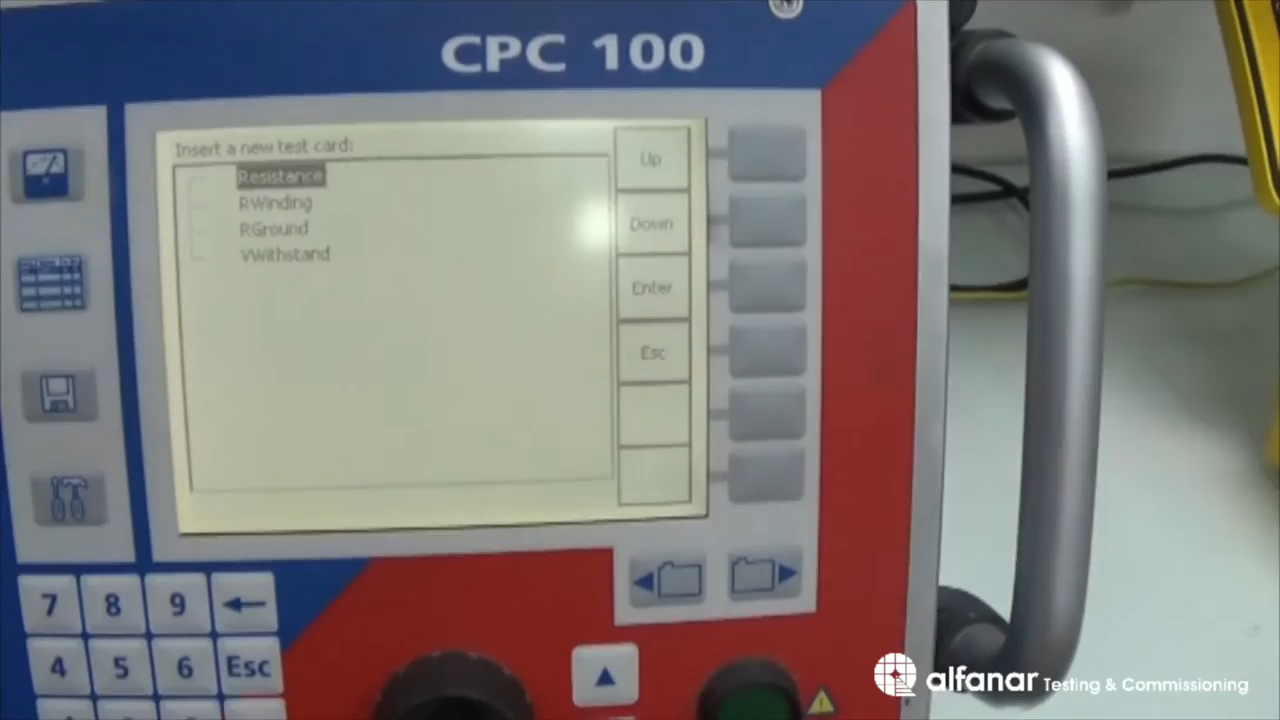 CPC 100
Insert a new test card:
Resistance
RWinding
RGround
VWithstand
Up
Down
Enter
Esc
7
8
9
4
5
6
Esc
alfanar Testing & Commissioning